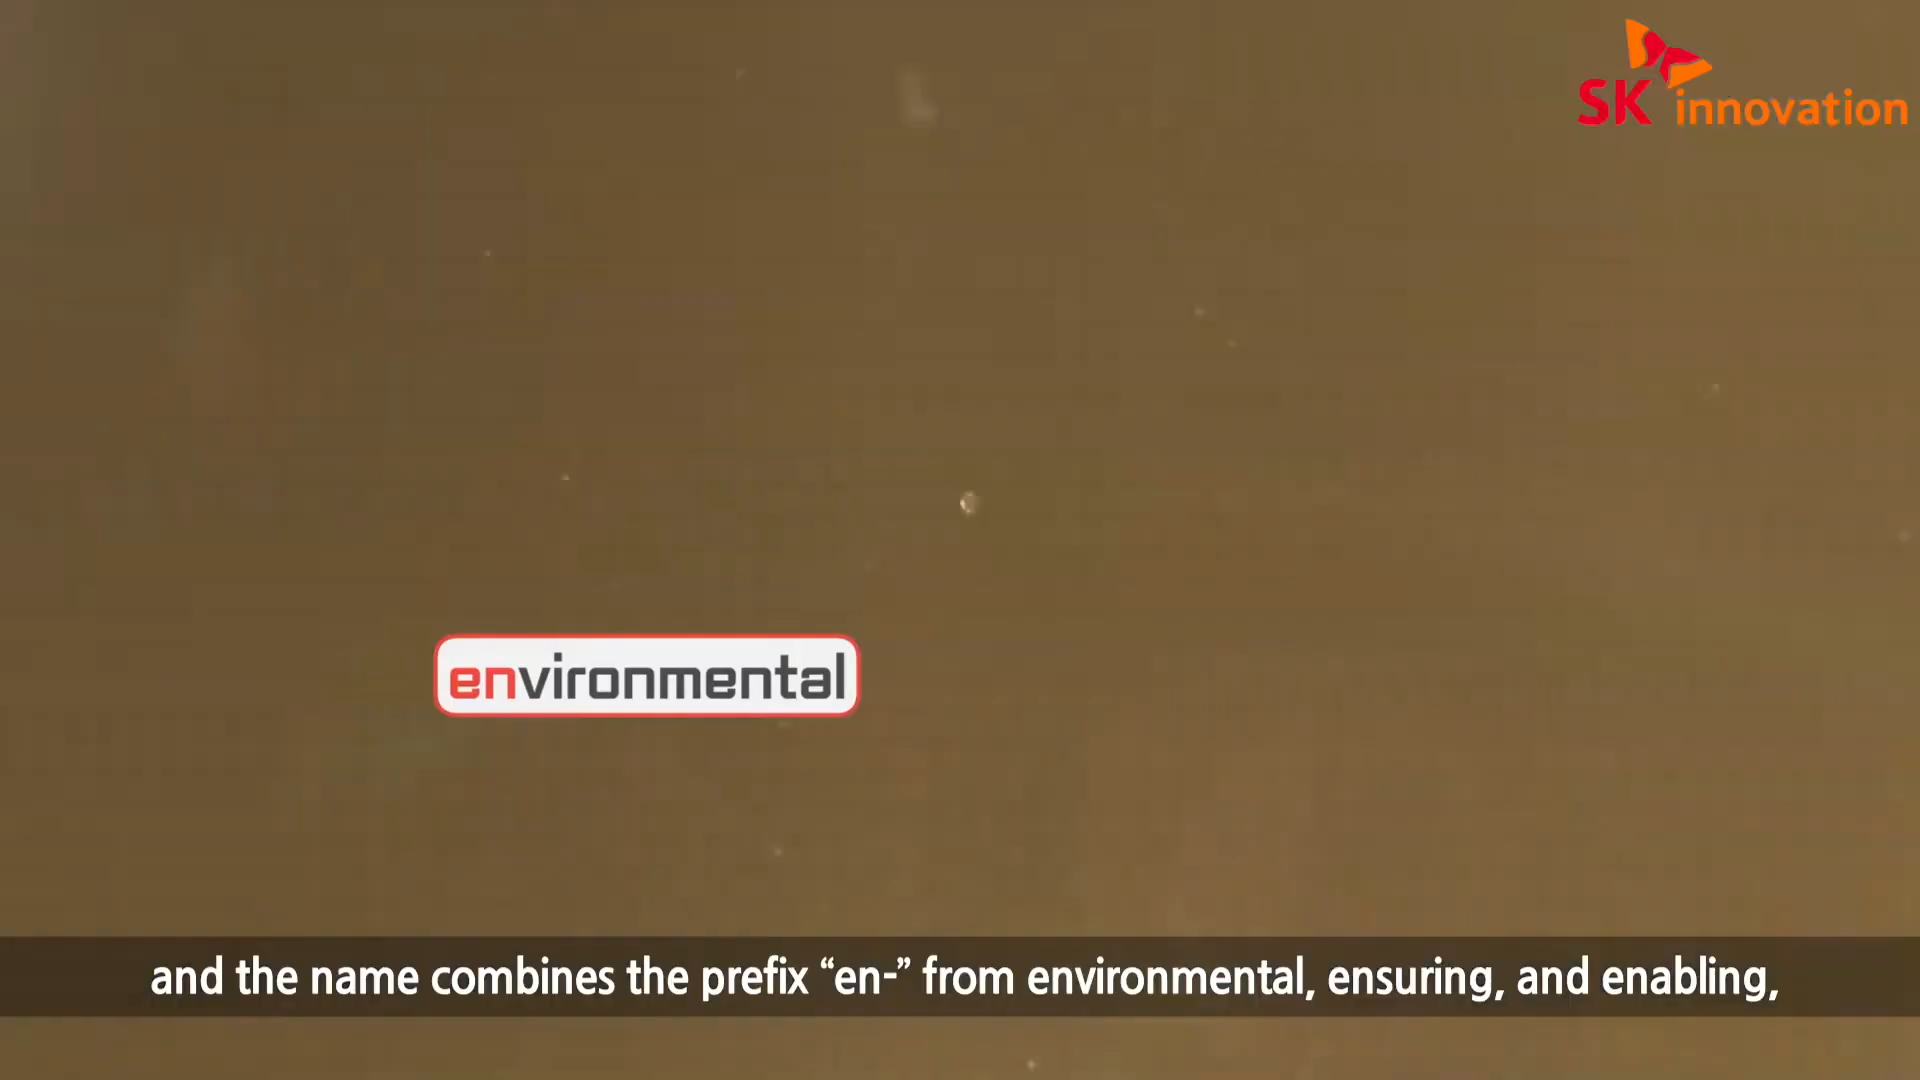 SK innovation
environmental
and the name combines the prefix “en-” from environmental, ensuring, and enabling,